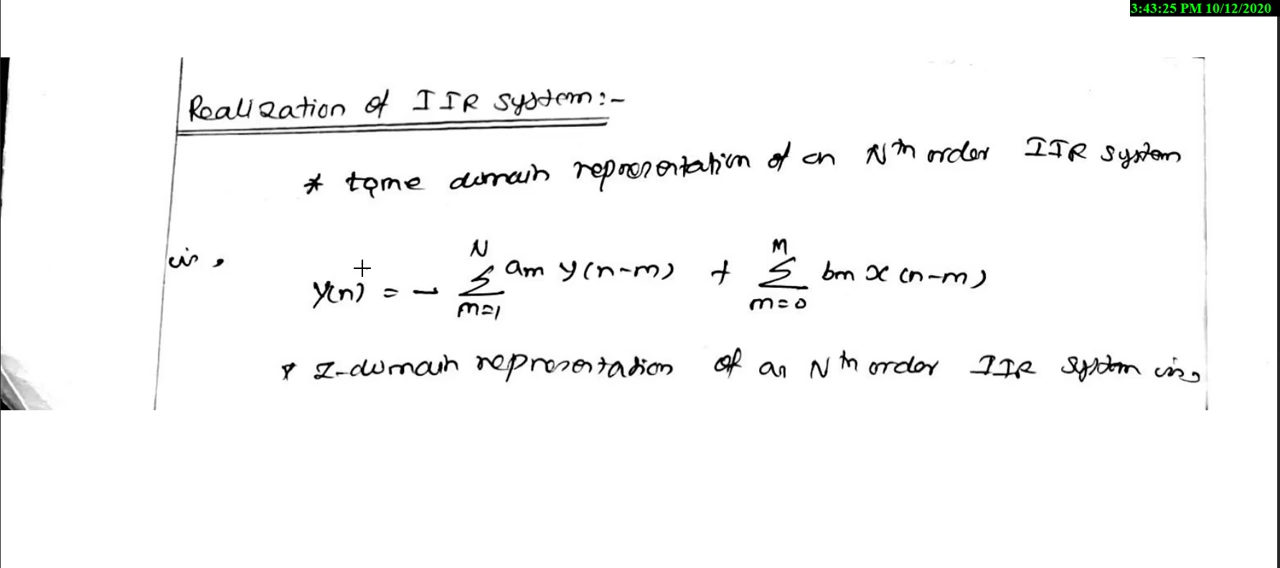 3:43:25 PM 10/12/2020
Realization of IIR system:-
* time domain representation of an Nth order IIR system
is,
y(n) = - N Σ m=1 am y(n-m) + M Σ m=0 bm x(n-m)
* Z-domain representation of an Nth order IIR system is,